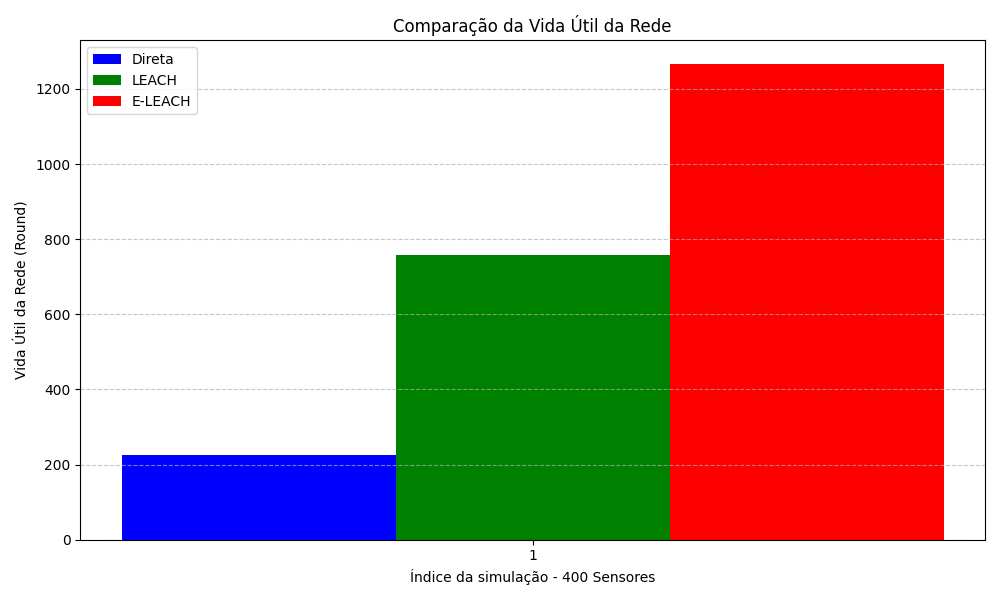 Comparação da Vida Útil da Rede
Direta
LEACH
E-LEACH
Vida Útil da Rede (Round)
1200
1000
800
600
400
200
0
1
Índice da simulação - 400 Sensores